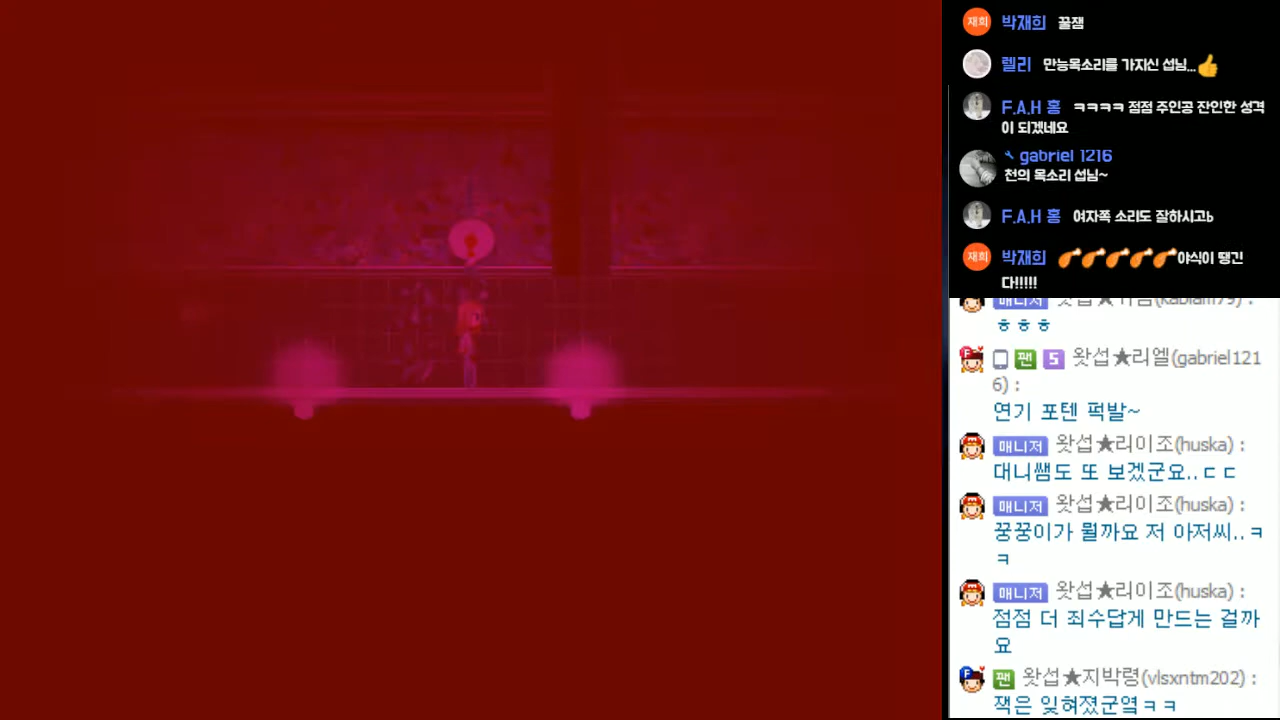 재희 박재희 꿀잼
렐리 만능목소리를 가지신 섭님...👍
F.A.H 홍 ㅋㅋㅋㅋ 점점 주인공 잔인한 성격
이 되겠네요
gabriel 1216
천의 목소리 섭님~
F.A.H 홍 여자쪽 소리도 잘하시고b
재희 박재희 🍗🍗🍗🍗🍗야식이 땡긴
다!!!!!
ㅎㅎㅎ
팬 5 왓섭★리엘(gabriel121
6) :
연기 포텐 퍽발~
매니저 왓섭★리이조(huska) :
대니쌤도 또 보겠군요..ㄷㄷ
매니저 왓섭★리이조(huska) :
꿍꿍이가 뭘까요 저 아저씨..ㅋ
ㅋ
매니저 왓섭★리이조(huska) :
점점 더 죄수답게 만드는 걸까
요
팬 왓섭★지박령(vlsxntm202) :
잭은 잊혀졌군욬ㅋㅋ